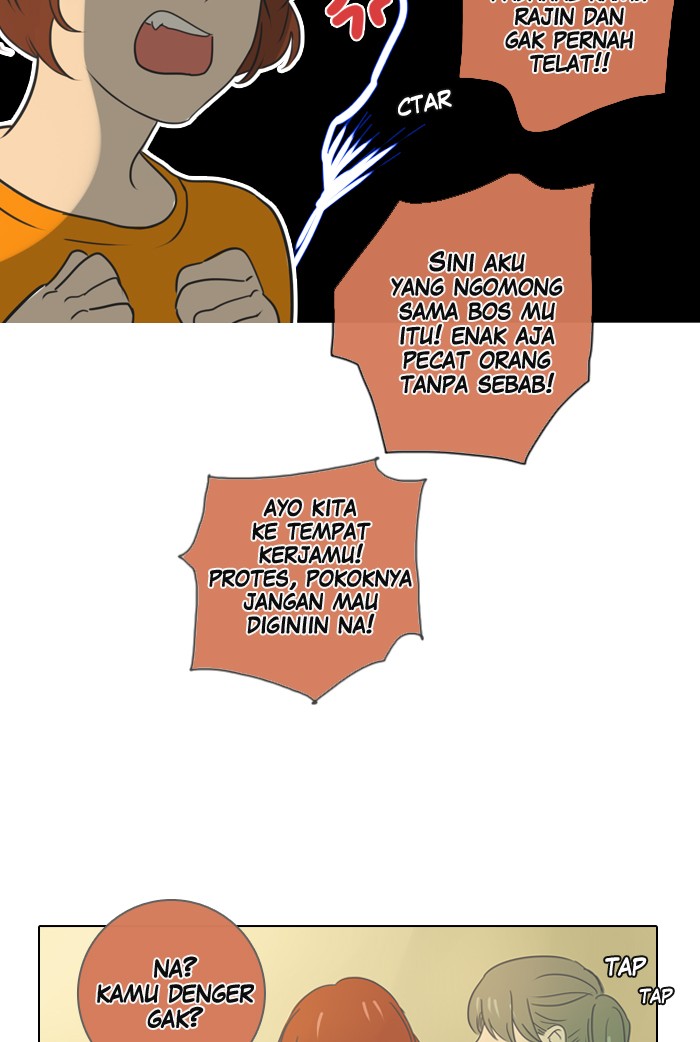 RAJIN DAN
GAK PERNAH
TELAT!!
CTAR
SINI AKU
YANG NGOMONG
SAMA BOS MU
ITU! ENAK AJA
PECAT ORANG
TANPA SEBAB!
AYO KITA
KE TEMPAT
KERJAMU!
PROTES, POKOKNYA
JANGAN MAU
DIGINIIN NA!
NA?
KAMU DENGER
GAK?
TAP
TAP